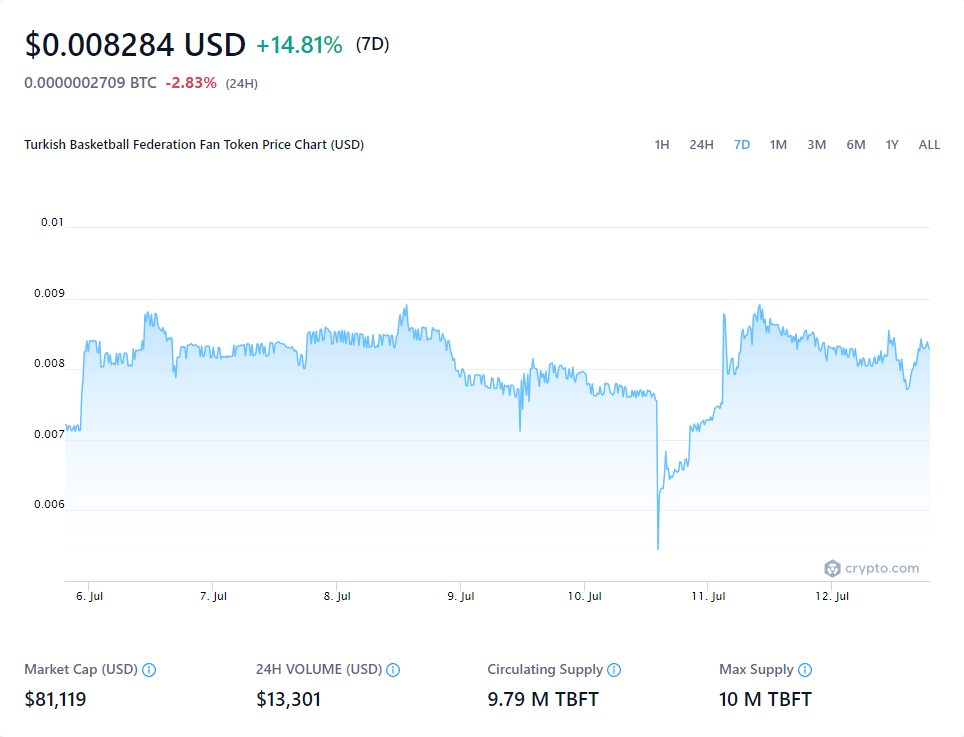 $0.008284 USD +14.81% (7D)
0.0000002709 BTC -2.83% (24H)
Turkish Basketball Federation Fan Token Price Chart (USD)
1H 24H 7D 1M 3M 6M 1Y ALL
0.01
0.009
0.008
0.007
0.006
crypto.com
6. Jul 7. Jul 8. Jul 9. Jul 10. Jul 11. Jul 12. Jul
Market Cap (USD) 24H VOLUME (USD) Circulating Supply Max Supply
$81,119 $13,301 9.79 M TBFT 10 M TBFT